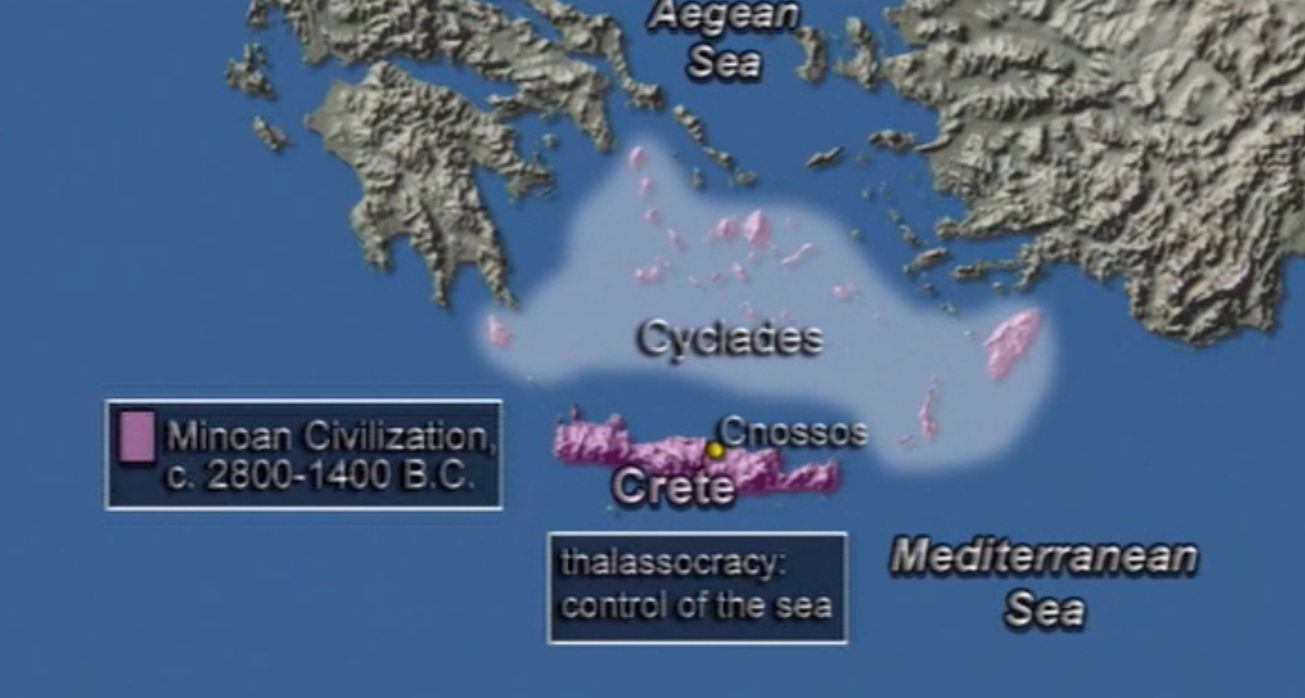 Aegean
Sea
Cyclades
Minoan Civilization,
c. 2800-1400 B.C.
Cnossos
Crete
thalassocracy:
control of the sea
Mediterranean
Sea